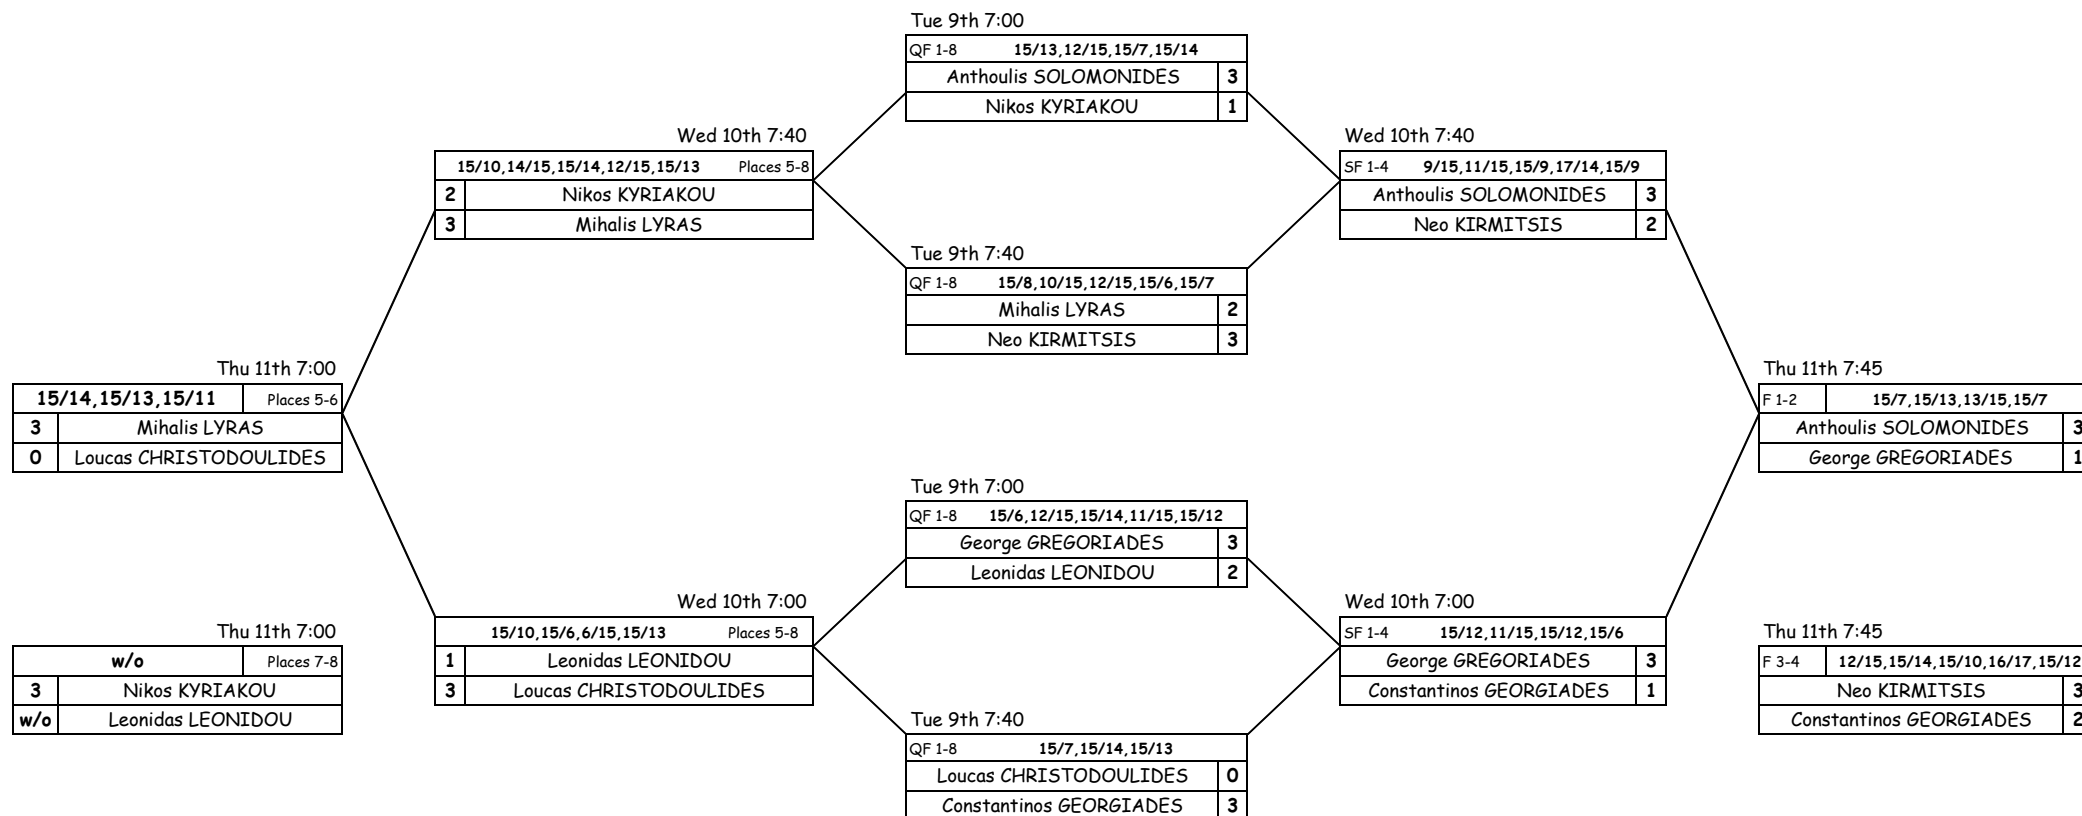 Tue 9th 7:00
QF 1-8 15/13,12/15,15/7,15/14
Anthoulis SOLOMONIDES 3
Nikos KYRIAKOU 1
Wed 10th 7:40
15/10,14/15,15/14,12/15,15/13 Places 5-8
2 Nikos KYRIAKOU
3 Mihalis LYRAS
Wed 10th 7:40
SF 1-4 9/15,11/15,15/9,17/14,15/9
Anthoulis SOLOMONIDES 3
Neo KIRMITSIS 2
Tue 9th 7:40
QF 1-8 15/8,10/15,12/15,15/6,15/7
Mihalis LYRAS 2
Neo KIRMITSIS 3
Thu 11th 7:00
15/14,15/13,15/11 Places 5-6
3 Mihalis LYRAS
0 Loucas CHRISTODOULIDES
Thu 11th 7:45
F 1-2 15/7,15/13,13/15,15/7
Anthoulis SOLOMONIDES 3
George GREGORIADES 1
Tue 9th 7:00
QF 1-8 15/6,12/15,15/14,11/15,15/12
George GREGORIADES 3
Leonidas LEONIDOU 2
Wed 10th 7:00
15/10,15/6,6/15,15/13 Places 5-8
1 Leonidas LEONIDOU
3 Loucas CHRISTODOULIDES
Wed 10th 7:00
SF 1-4 15/12,11/15,15/12,15/6
George GREGORIADES 3
Constantinos GEORGIADES 1
Thu 11th 7:00
w/o Places 7-8
3 Nikos KYRIAKOU
w/o Leonidas LEONIDOU
Thu 11th 7:45
F 3-4 12/15,15/14,15/10,16/17,15/12
Neo KIRMITSIS 3
Constantinos GEORGIADES 2
Tue 9th 7:40
QF 1-8 15/7,15/14,15/13
Loucas CHRISTODOULIDES 0
Constantinos GEORGIADES 3